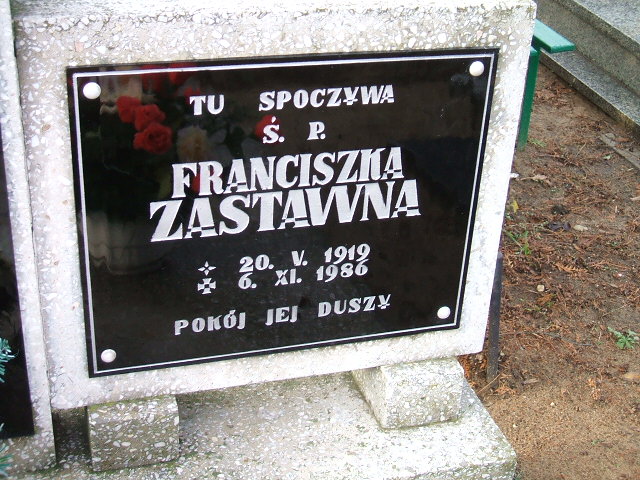 TU SPOCZYWA
Ś. P.
FRANCISZKA
ZASTAWNA
20. V. 1919
6. XI. 1986
POKÓJ JEJ DUSZY